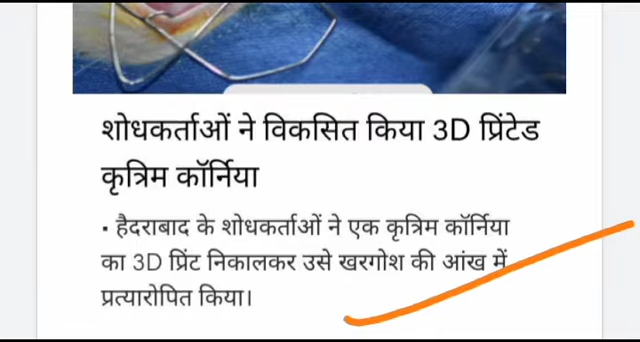 शोधकर्ताओं ने विकसित किया 3D प्रिंटेड
कृत्रिम कॉर्निया
• हैदराबाद के शोधकर्ताओं ने एक कृत्रिम कॉर्निया
का 3D प्रिंट निकालकर उसे खरगोश की आंख में
प्रत्यारोपित किया।